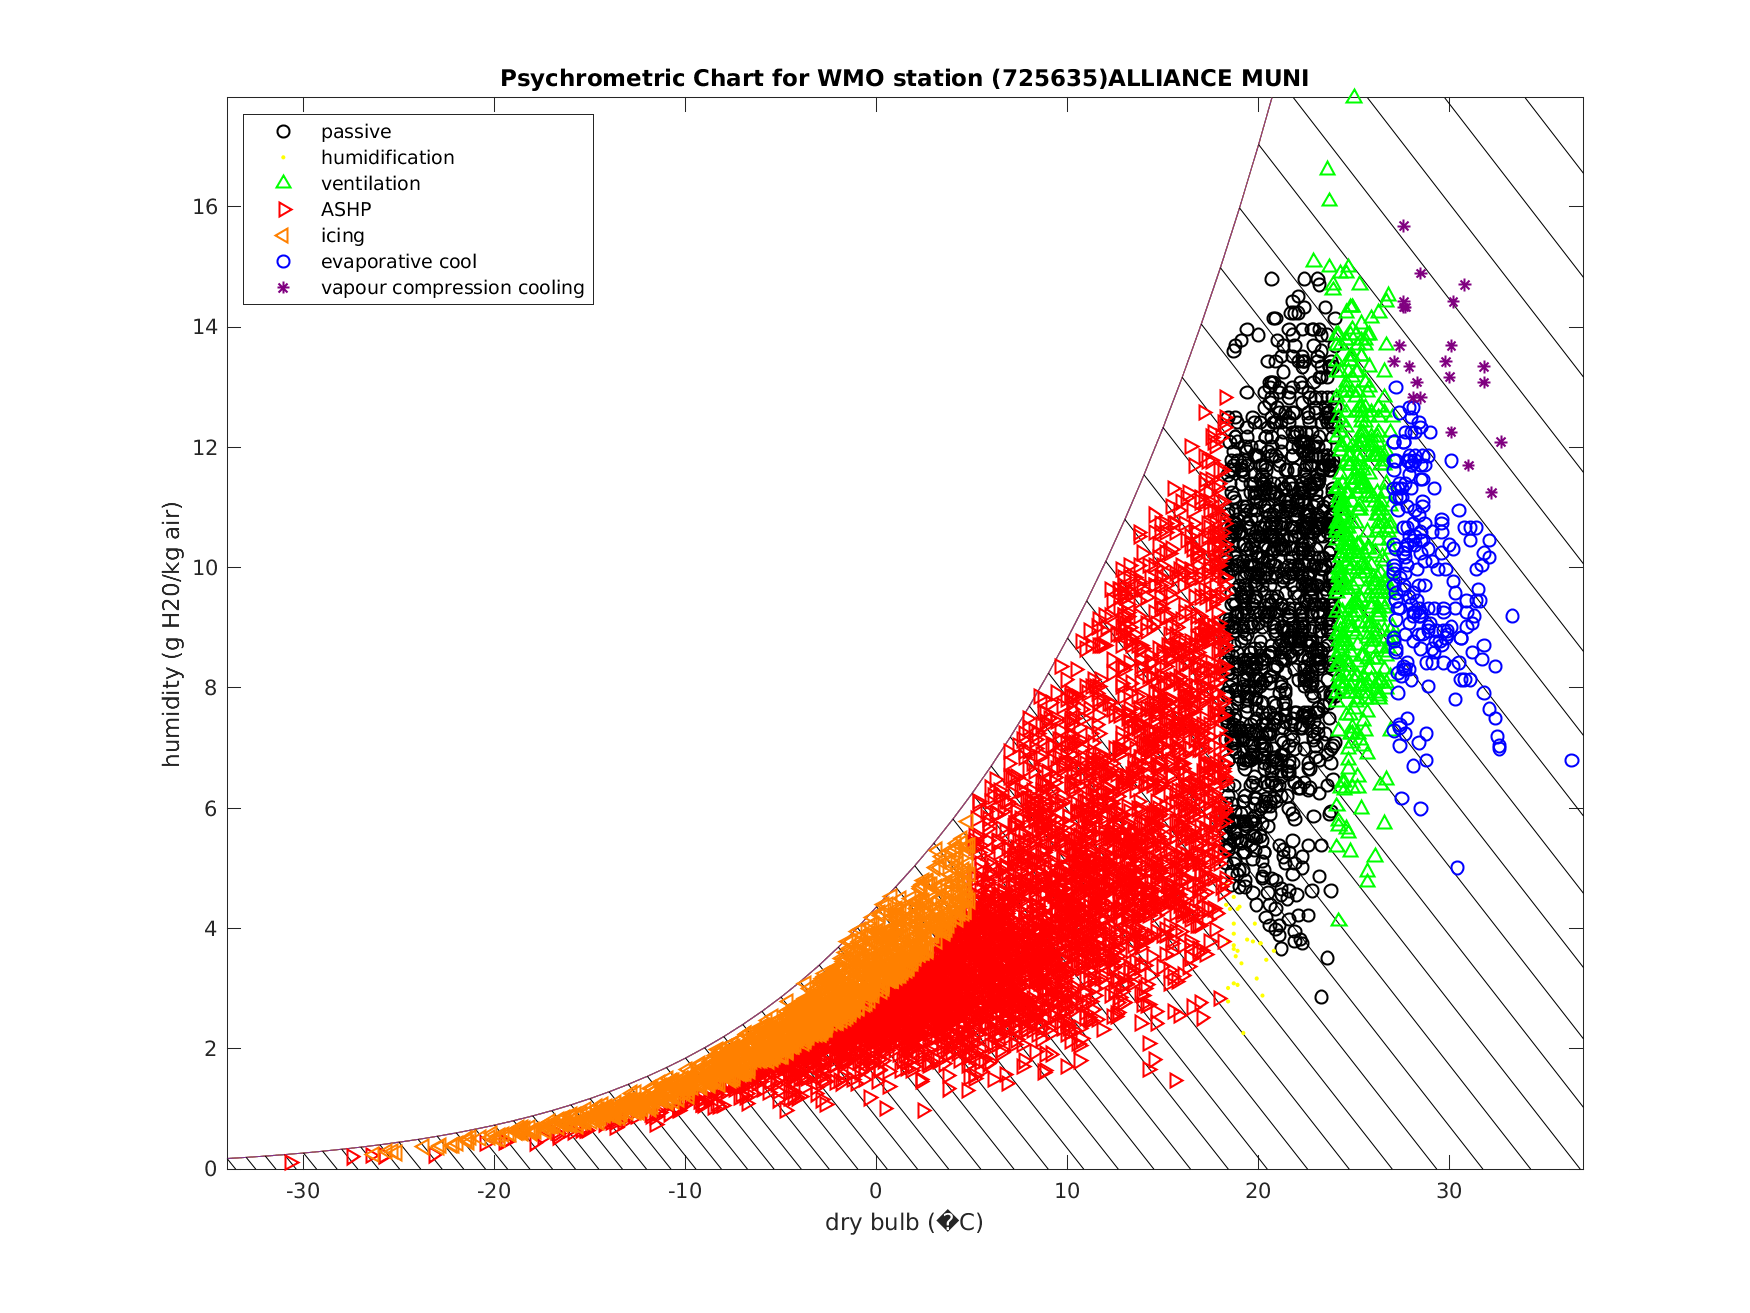 Psychrometric Chart for WMO station (725635)ALLIANCE MUNI
passive
humidification
ventilation
ASHP
icing
evaporative cool
vapour compression cooling
humidity (g H20/kg air)
16
14
12
10
8
6
4
2
0
-30 -20 -10 0 10 20 30
dry bulb (�C)